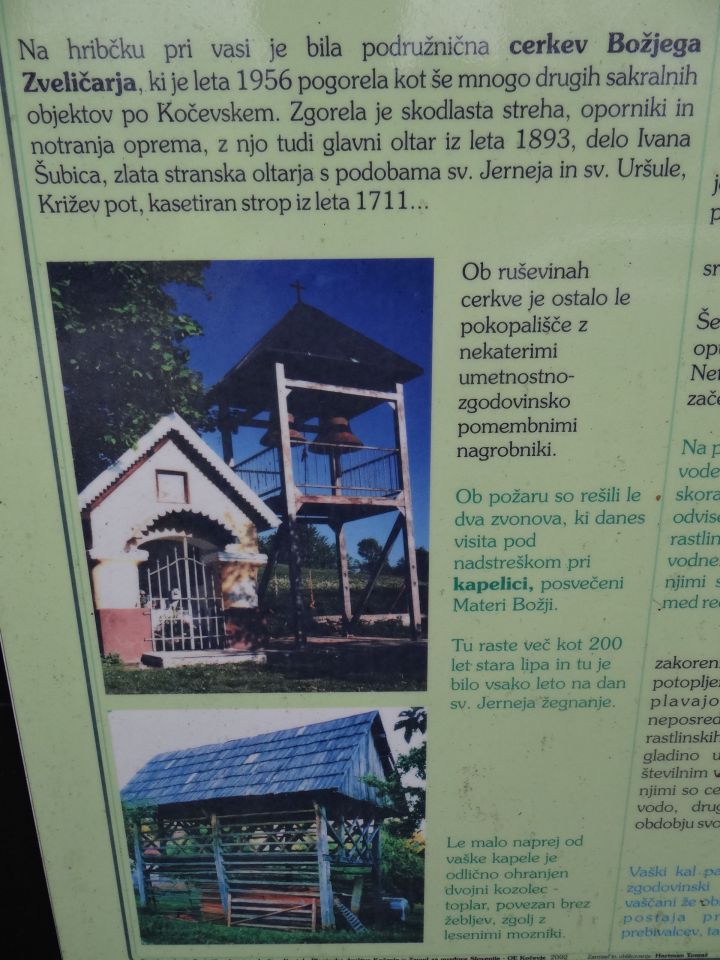 Na hribčku pri vasi je bila podružnična cerkev Božjega
Zveličarja, ki je leta 1956 pogorela kot še mnogo drugih sakralnih
objektov po Kočevskem. Zgorela je skodlasta streha, oporniki in
notranja oprema, z njo tudi glavni oltar iz leta 1893, delo Ivana
Šubica, zlata stranska oltarja s podobama sv. Jerneja in sv. Uršule,
Križev pot, kasetiran strop iz leta 1711...
Ob ruševinah
cerkve je ostalo le
pokopališče z
nekaterimi
umetnostno-
zgodovinsko
pomembnimi
nagrobniki.
Ob požaru so rešili le
dva zvonova, ki danes
visita pod
nadstreškom pri
kapelici, posvečeni
Materi Božji.
Tu raste več kot 200
let stara lipa in tu je
bilo vsako leto na dan
sv. Jerneja žegnanje.
Le malo naprej od
vaške kapele je
odlično ohranjen
dvojni kozolec -
toplar, povezan brez
žebljev, zgolj z
lesenimi mozniki.
Na p
vode
skora
odvise
rastlin
vodne
njimi s
med re
zakoren
potoplje
plavajo
neposred
rastlinskih
gladino u
številnim v
njimi so ce
vodo, drug
obdobju svo
Vaški kal pa
zgodovinski
vaščani že ob
postaja pr
prebivalcev, ta
OE Kočevje 2002
Hartman Tomaž